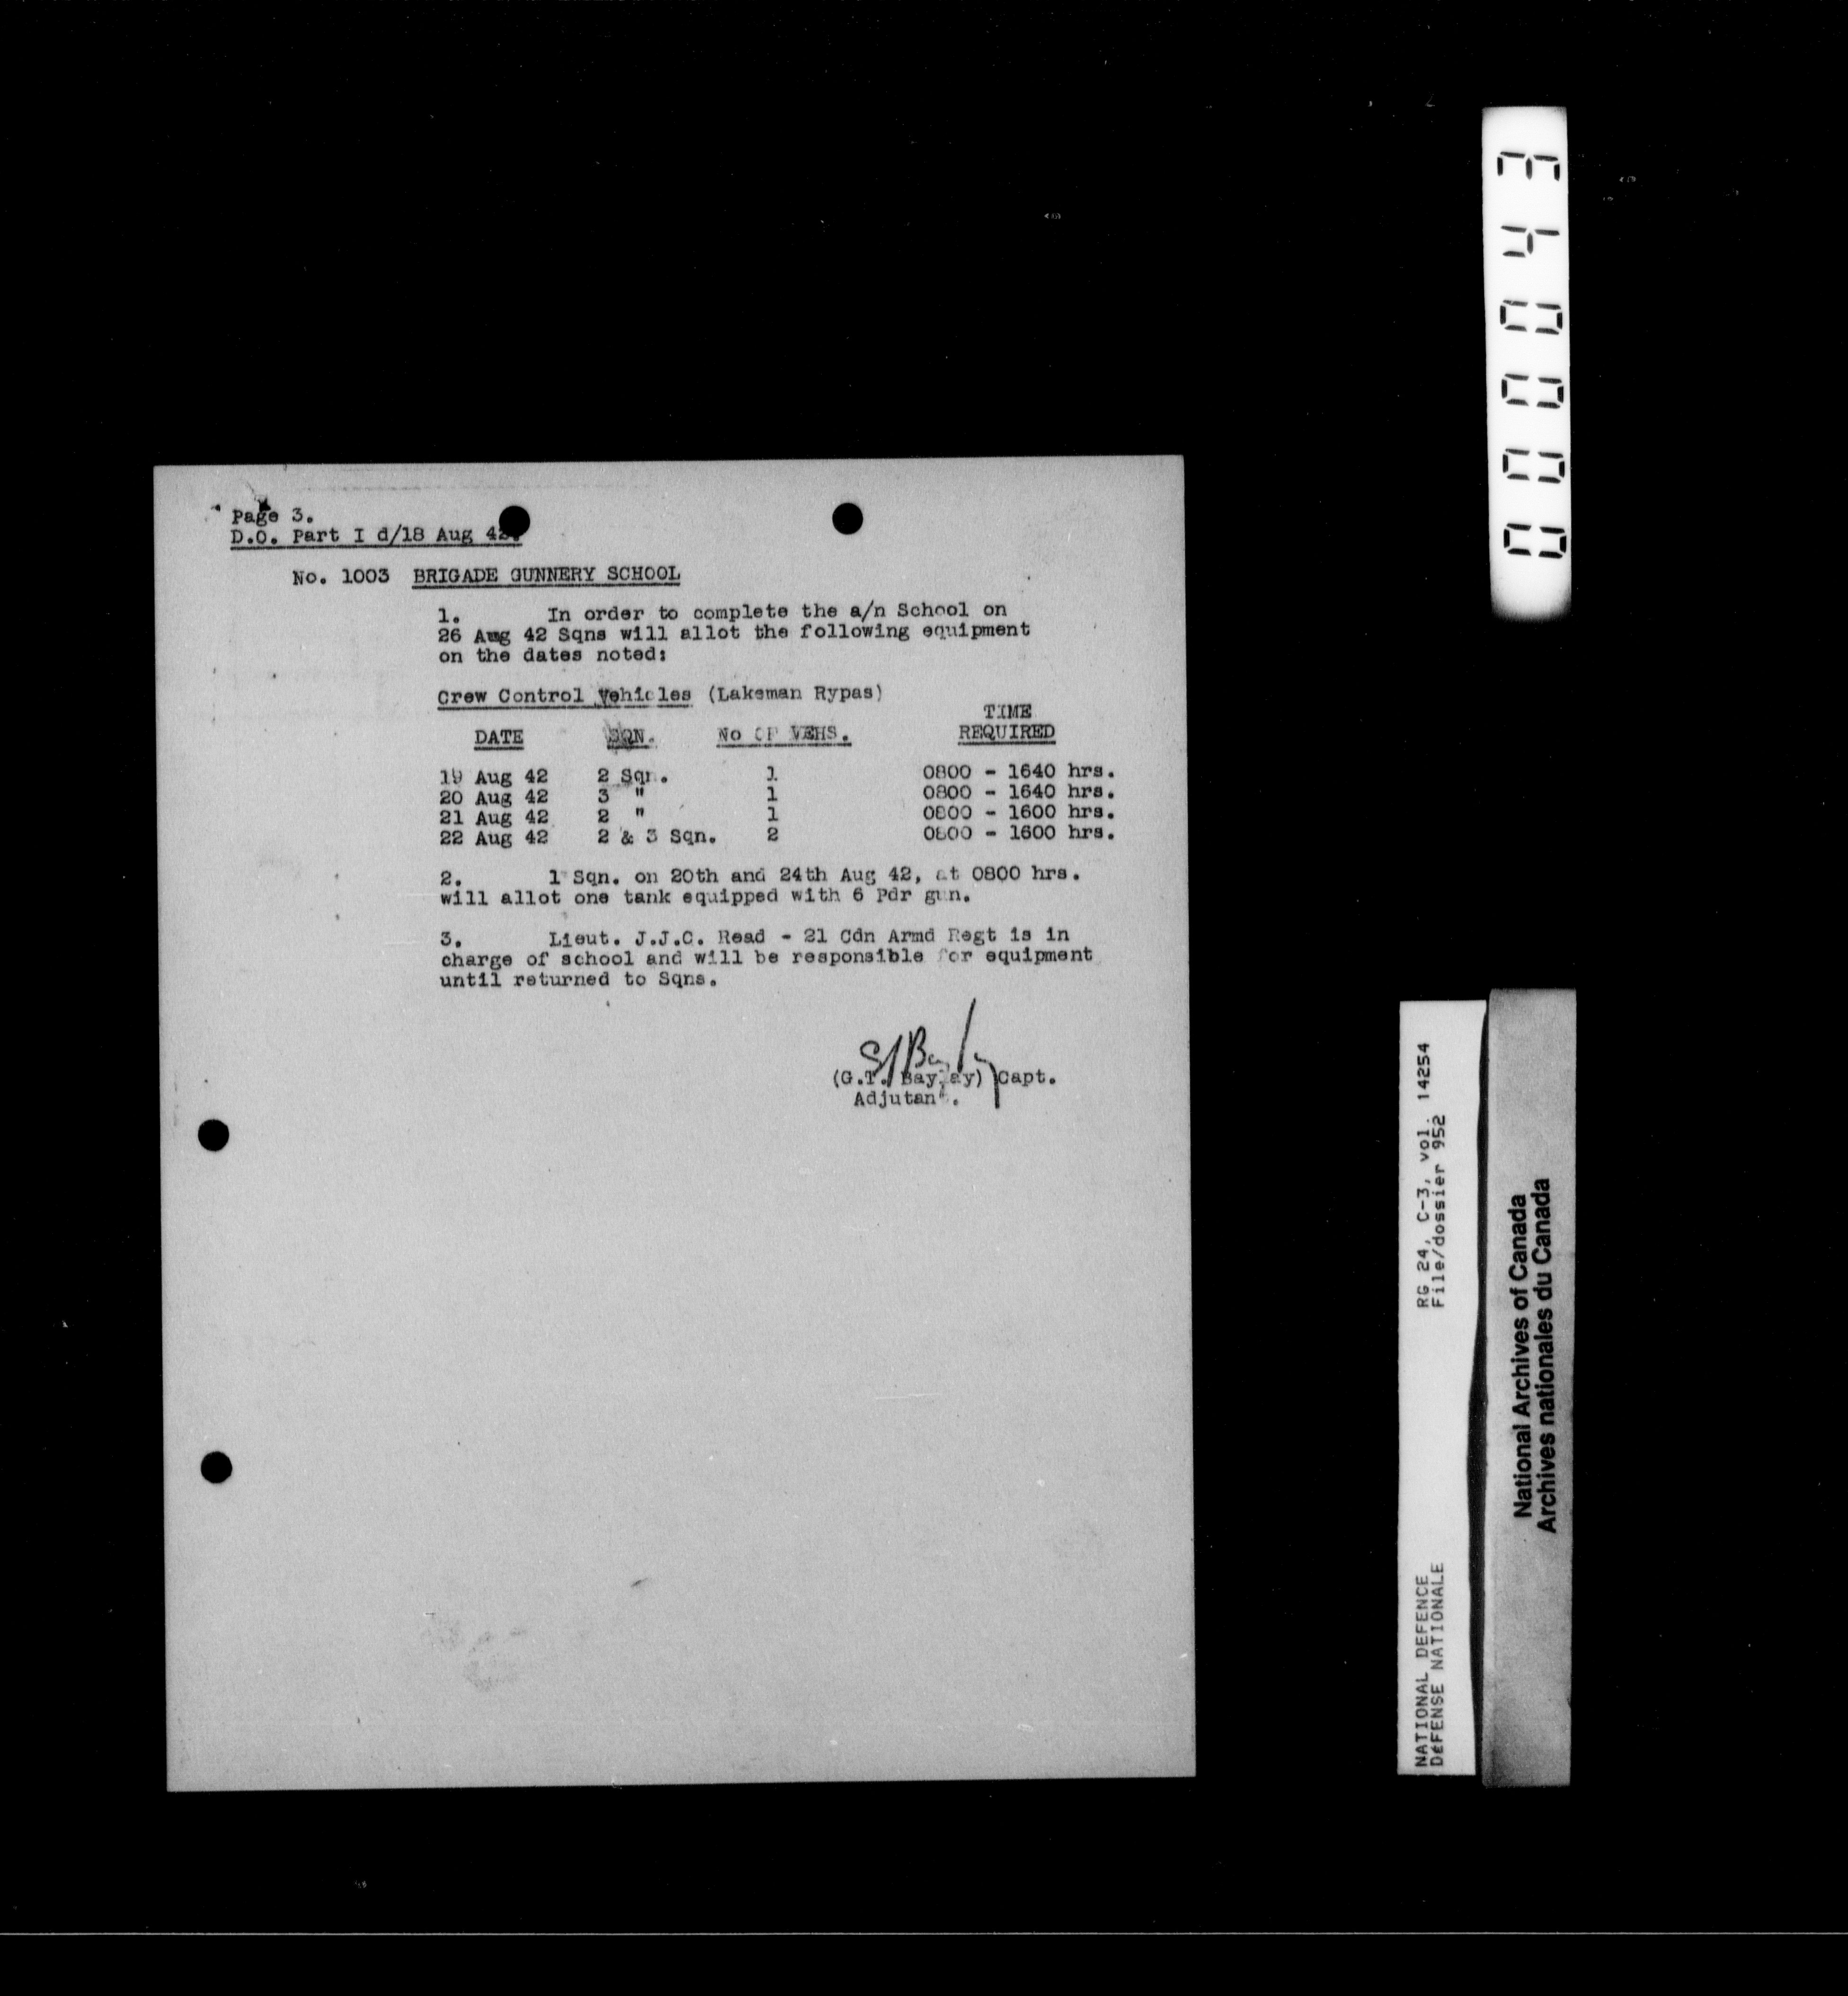 Page 3.
D.O. Part I d/18 Aug 42.
No. 1003 BRIGADE GUNNERY SCHOOL
1. In order to complete the a/n School on
26 Aug 42 Sqns will allot the following equipment
on the dates noted:
Crew Control Vehicles (Lakeman Rypas)
TIME
DATE SQN. No OF VEHS. REQUIRED
19 Aug 42 2 Sqn. 1 0800 - 1640 hrs.
20 Aug 42 3 " 1 0800 - 1640 hrs.
21 Aug 42 2 " 1 0800 - 1600 hrs.
22 Aug 42 2 & 3 Sqn. 2 0800 - 1600 hrs.
2. 1 Sqn. on 20th and 24th Aug 42, at 0800 hrs.
will allot one tank equipped with 6 Pdr gun.
3. Lieut. J.J.C. Read - 21 Cdn Armd Regt is in
charge of school and will be responsible for equipment
until returned to Sqns.
(G.T. Baylay) Capt.
Adjutant.
000043
NATIONAL DEFENCE RG 24, C-3, vol. 14254
DéFENSE NATIONALE File/dossier 952
National Archives of Canada
Archives nationales du Canada